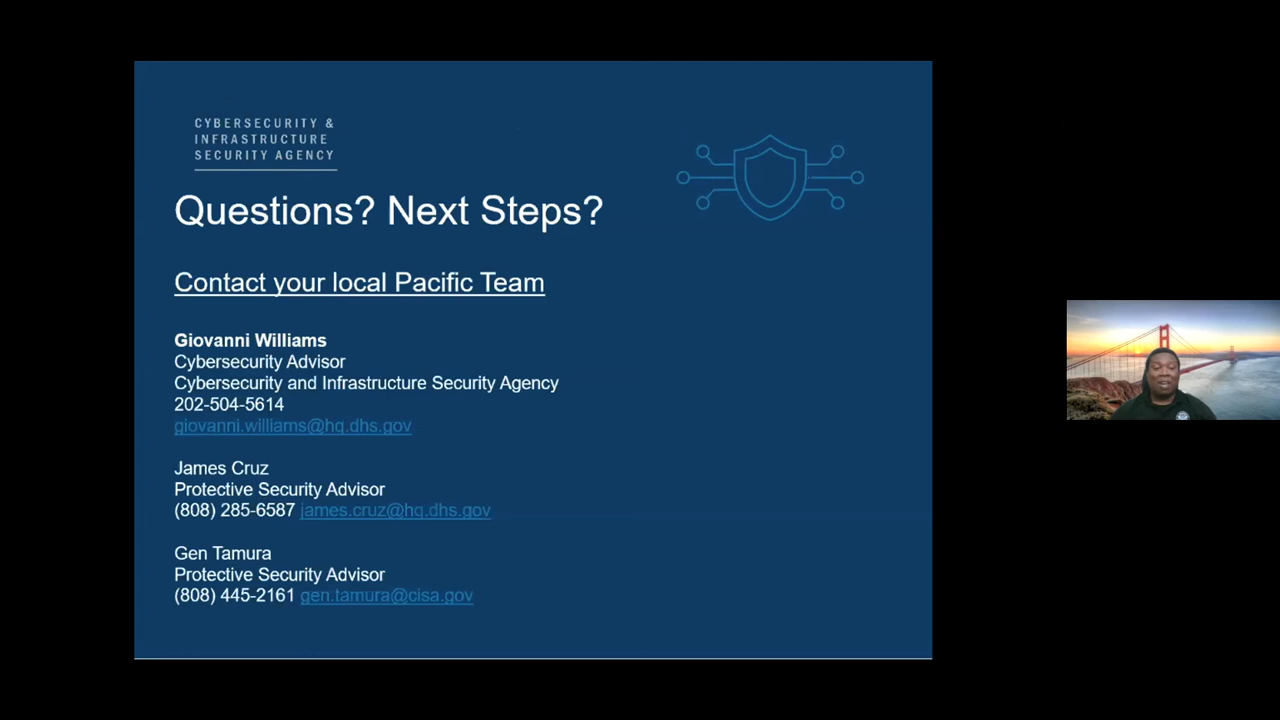 CYBERSECURITY &
INFRASTRUCTURE
SECURITY AGENCY
Questions? Next Steps?
Contact your local Pacific Team
Giovanni Williams
Cybersecurity Advisor
Cybersecurity and Infrastructure Security Agency
202-504-5614
giovanni.williams@hq.dhs.gov
James Cruz
Protective Security Advisor
(808) 285-6587 james.cruz@hq.dhs.gov
Gen Tamura
Protective Security Advisor
(808) 445-2161 gen.tamura@cisa.gov